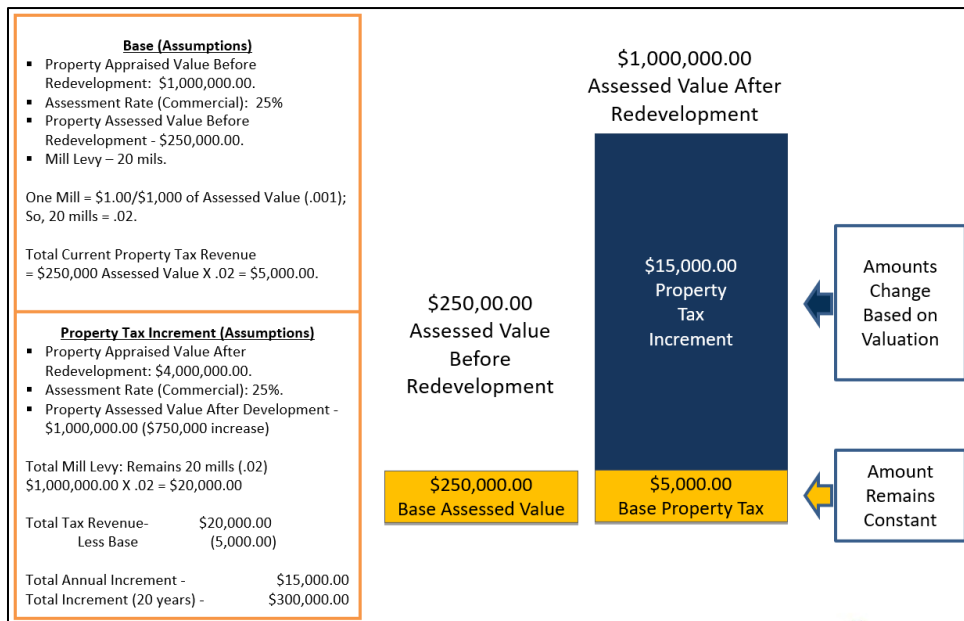 Base (Assumptions)
▪ Property Appraised Value Before
Redevelopment: $1,000,000.00.
▪ Assessment Rate (Commercial): 25%
▪ Property Assessed Value Before
Redevelopment - $250,000.00.
▪ Mill Levy – 20 mils.
One Mill = $1.00/$1,000 of Assessed Value (.001);
So, 20 mills = .02.
Total Current Property Tax Revenue
= $250,000 Assessed Value X .02 = $5,000.00.
Property Tax Increment (Assumptions)
▪ Property Appraised Value After
Redevelopment: $4,000,000.00.
▪ Assessment Rate (Commercial): 25%.
▪ Property Assessed Value After Development -
$1,000,000.00 ($750,000 increase)
Total Mill Levy: Remains 20 mills (.02)
$1,000,000.00 X .02 = $20,000.00
Total Tax Revenue- $20,000.00
Less Base (5,000.00)
Total Annual Increment - $15,000.00
Total Increment (20 years) - $300,000.00
$250,00.00
Assessed Value
Before
Redevelopment
$250,000.00
Base Assessed Value
$1,000,000.00
Assessed Value After
Redevelopment
$15,000.00
Property
Tax
Increment
$5,000.00
Base Property Tax
Amounts
Change
Based on
Valuation
Amount
Remains
Constant